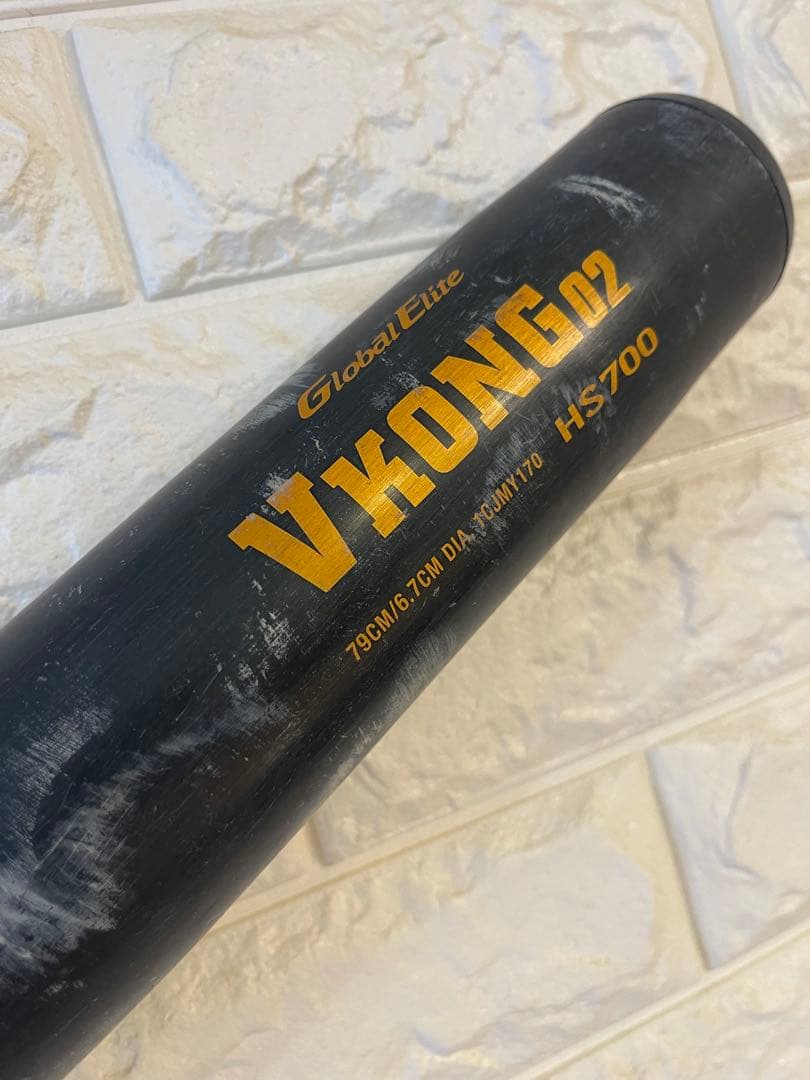 Global Elite
VKONG02
HS700
79CM/6.7CM DIA. 1CJMY170